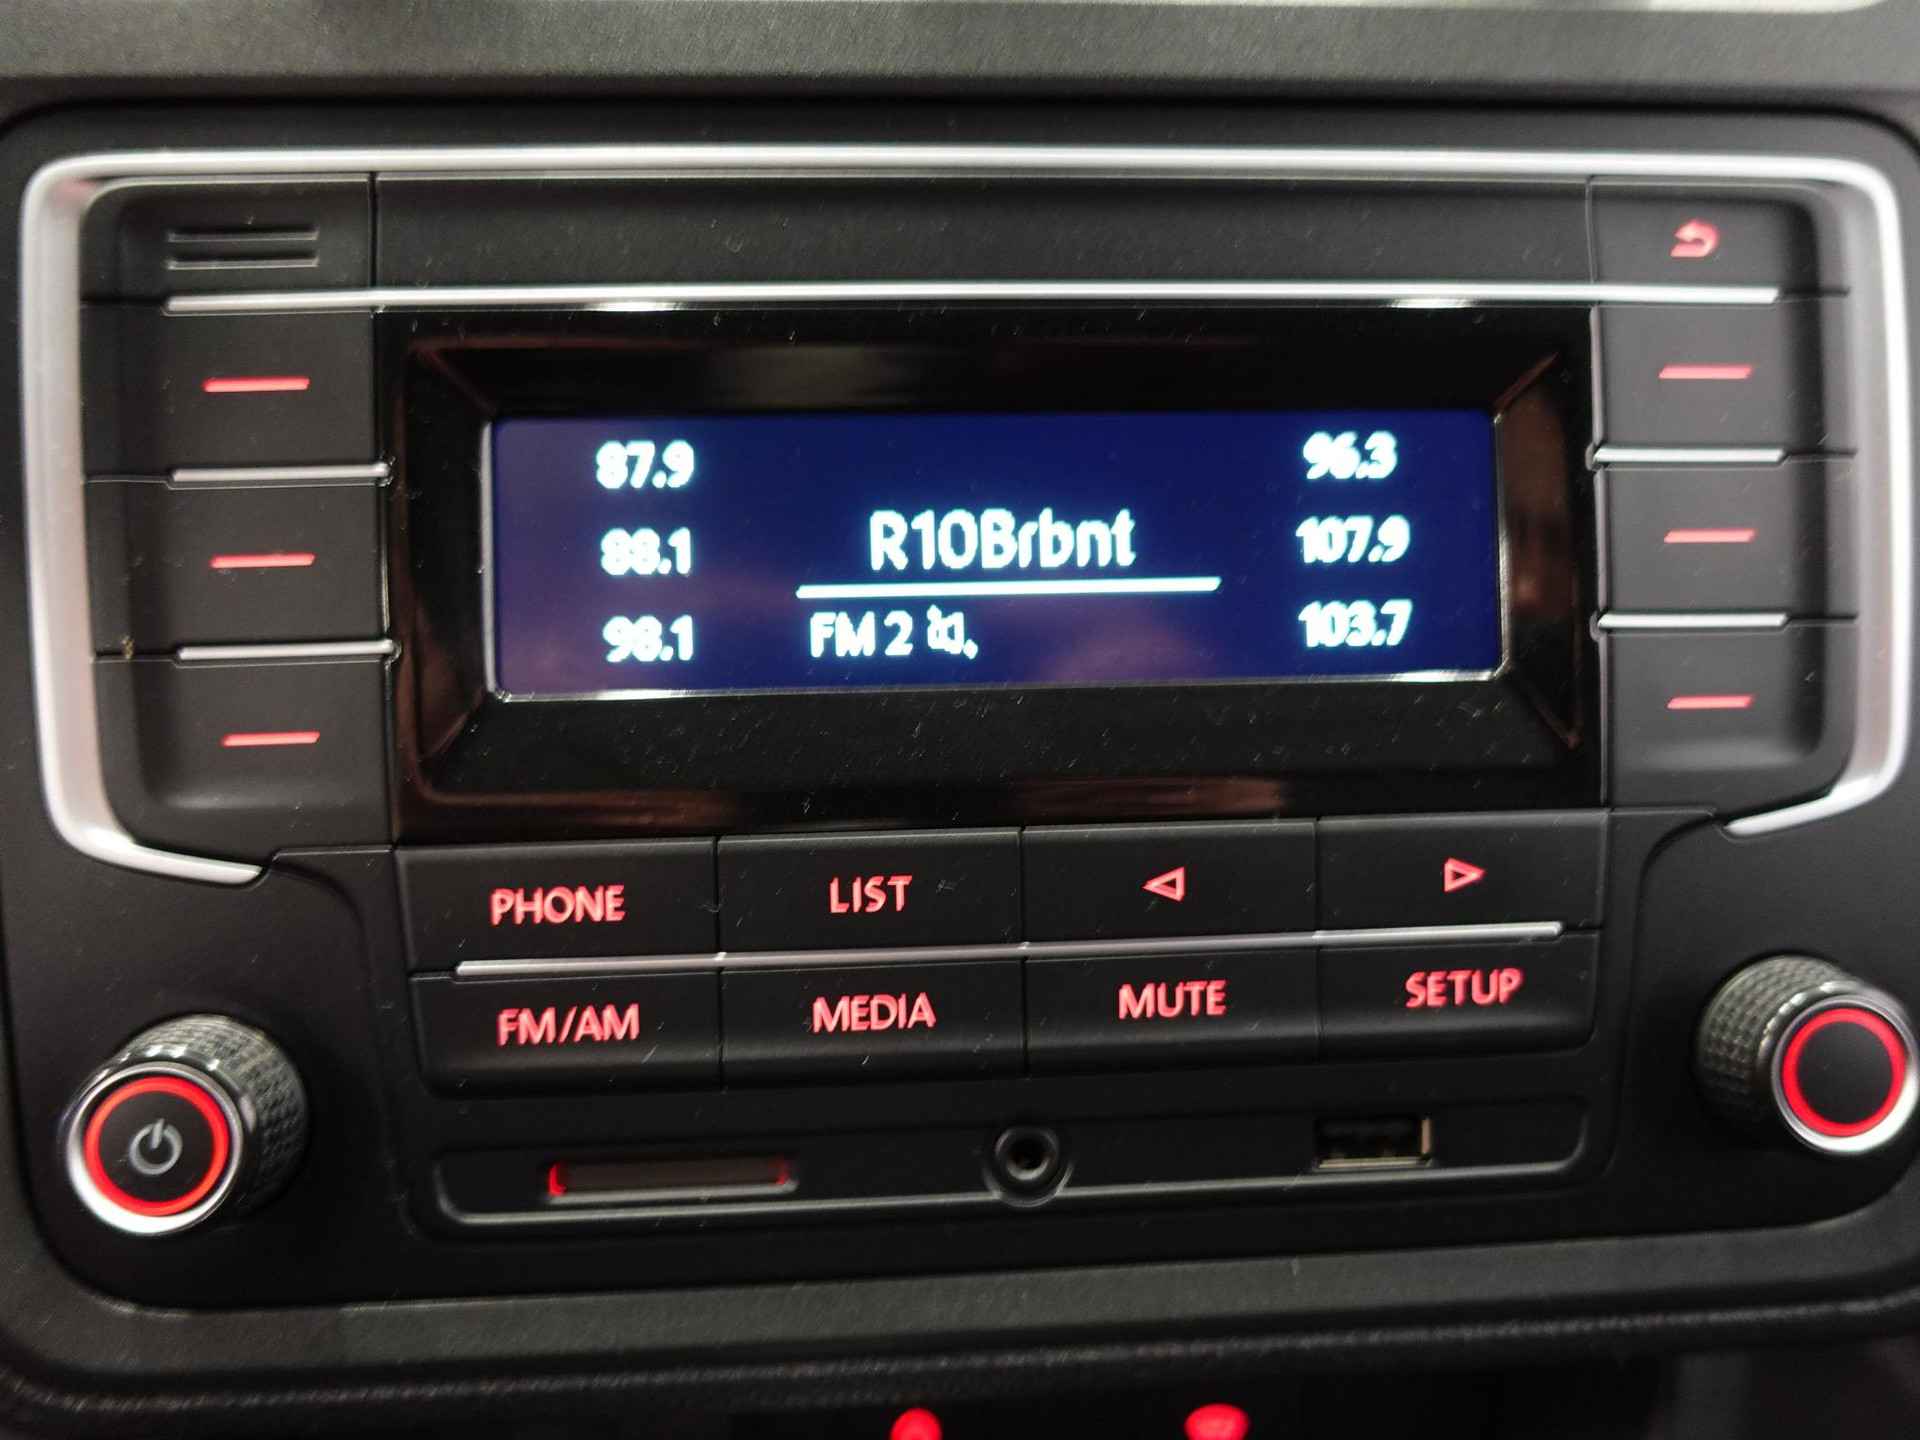 87.9
88.1
98.1
R10Brbnt
FM 2
96.3
107.9
103.7
PHONE
LIST
FM/AM
MEDIA
MUTE
SETUP